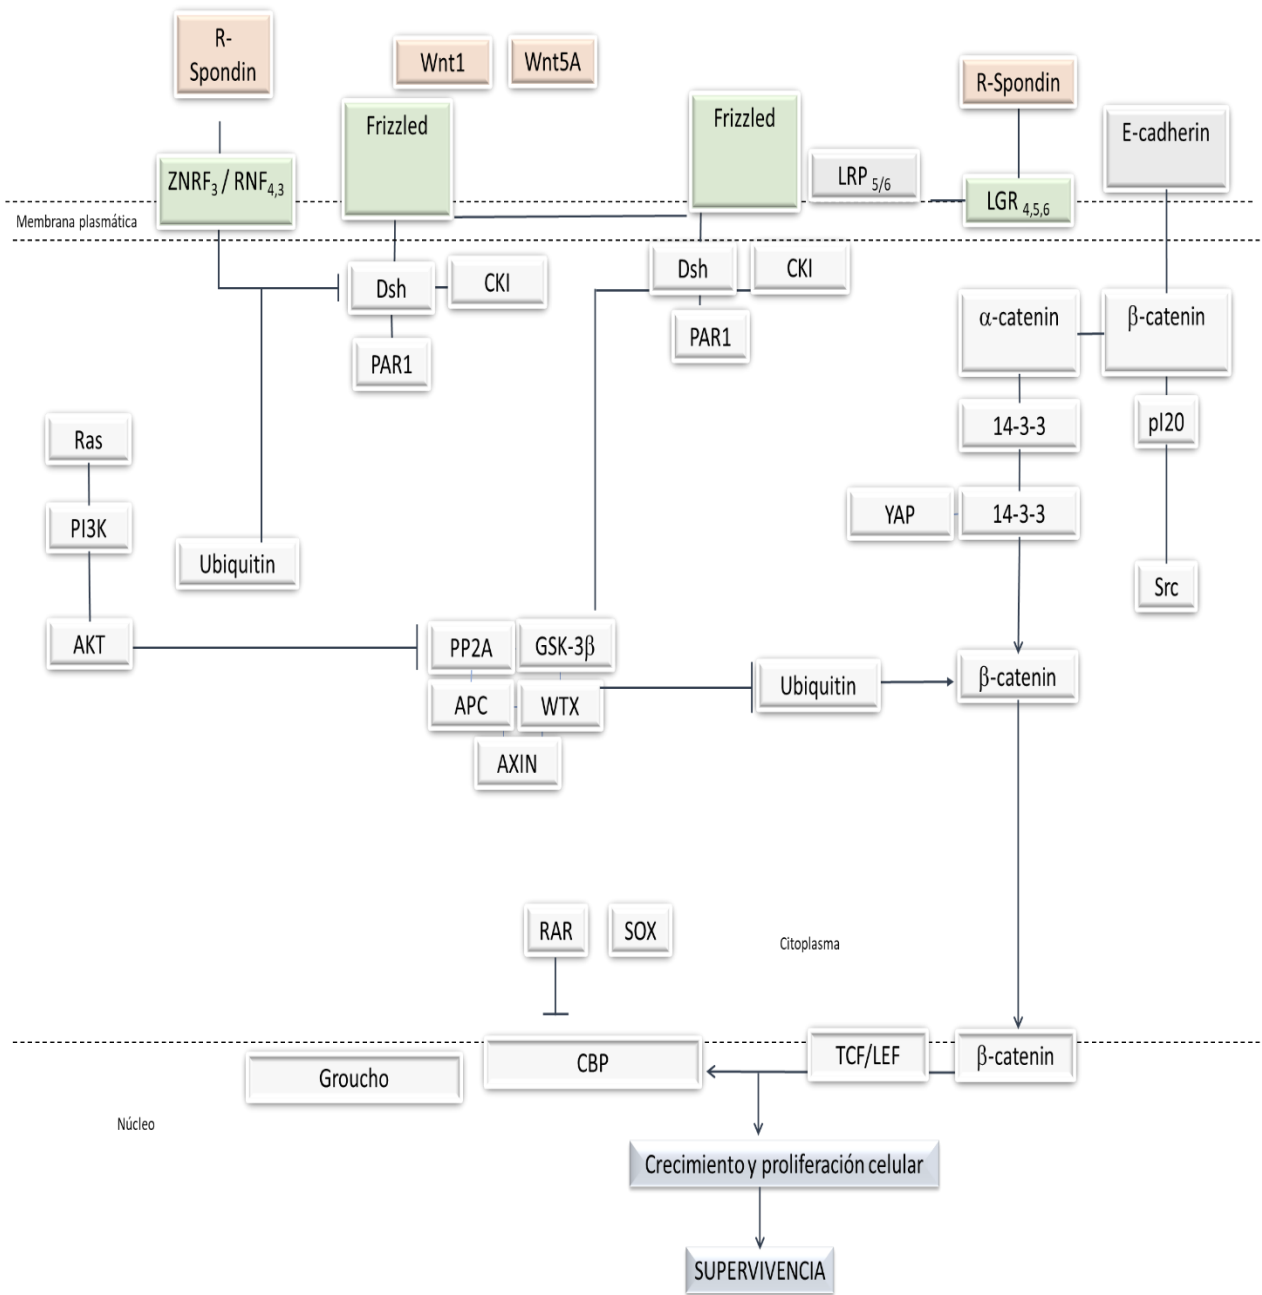 R-
Spondin
Wnt1
Wnt5A
R-Spondin
Frizzled
Frizzled
E-cadherin
ZNRF3 / RNF4,3
LRP 5/6
LGR 4,5,6
Membrana plasmática
Dsh
CKI
Dsh
CKI
PAR1
PAR1
α-catenin
β-catenin
Ras
14-3-3
pI20
PI3K
YAP
14-3-3
Ubiquitin
Src
AKT
PP2A
GSK-3β
APC
WTX
AXIN
Ubiquitin
β-catenin
RAR
SOX
Citoplasma
Groucho
CBP
TCF/LEF
β-catenin
Núcleo
Crecimiento y proliferación celular
SUPERVIVENCIA